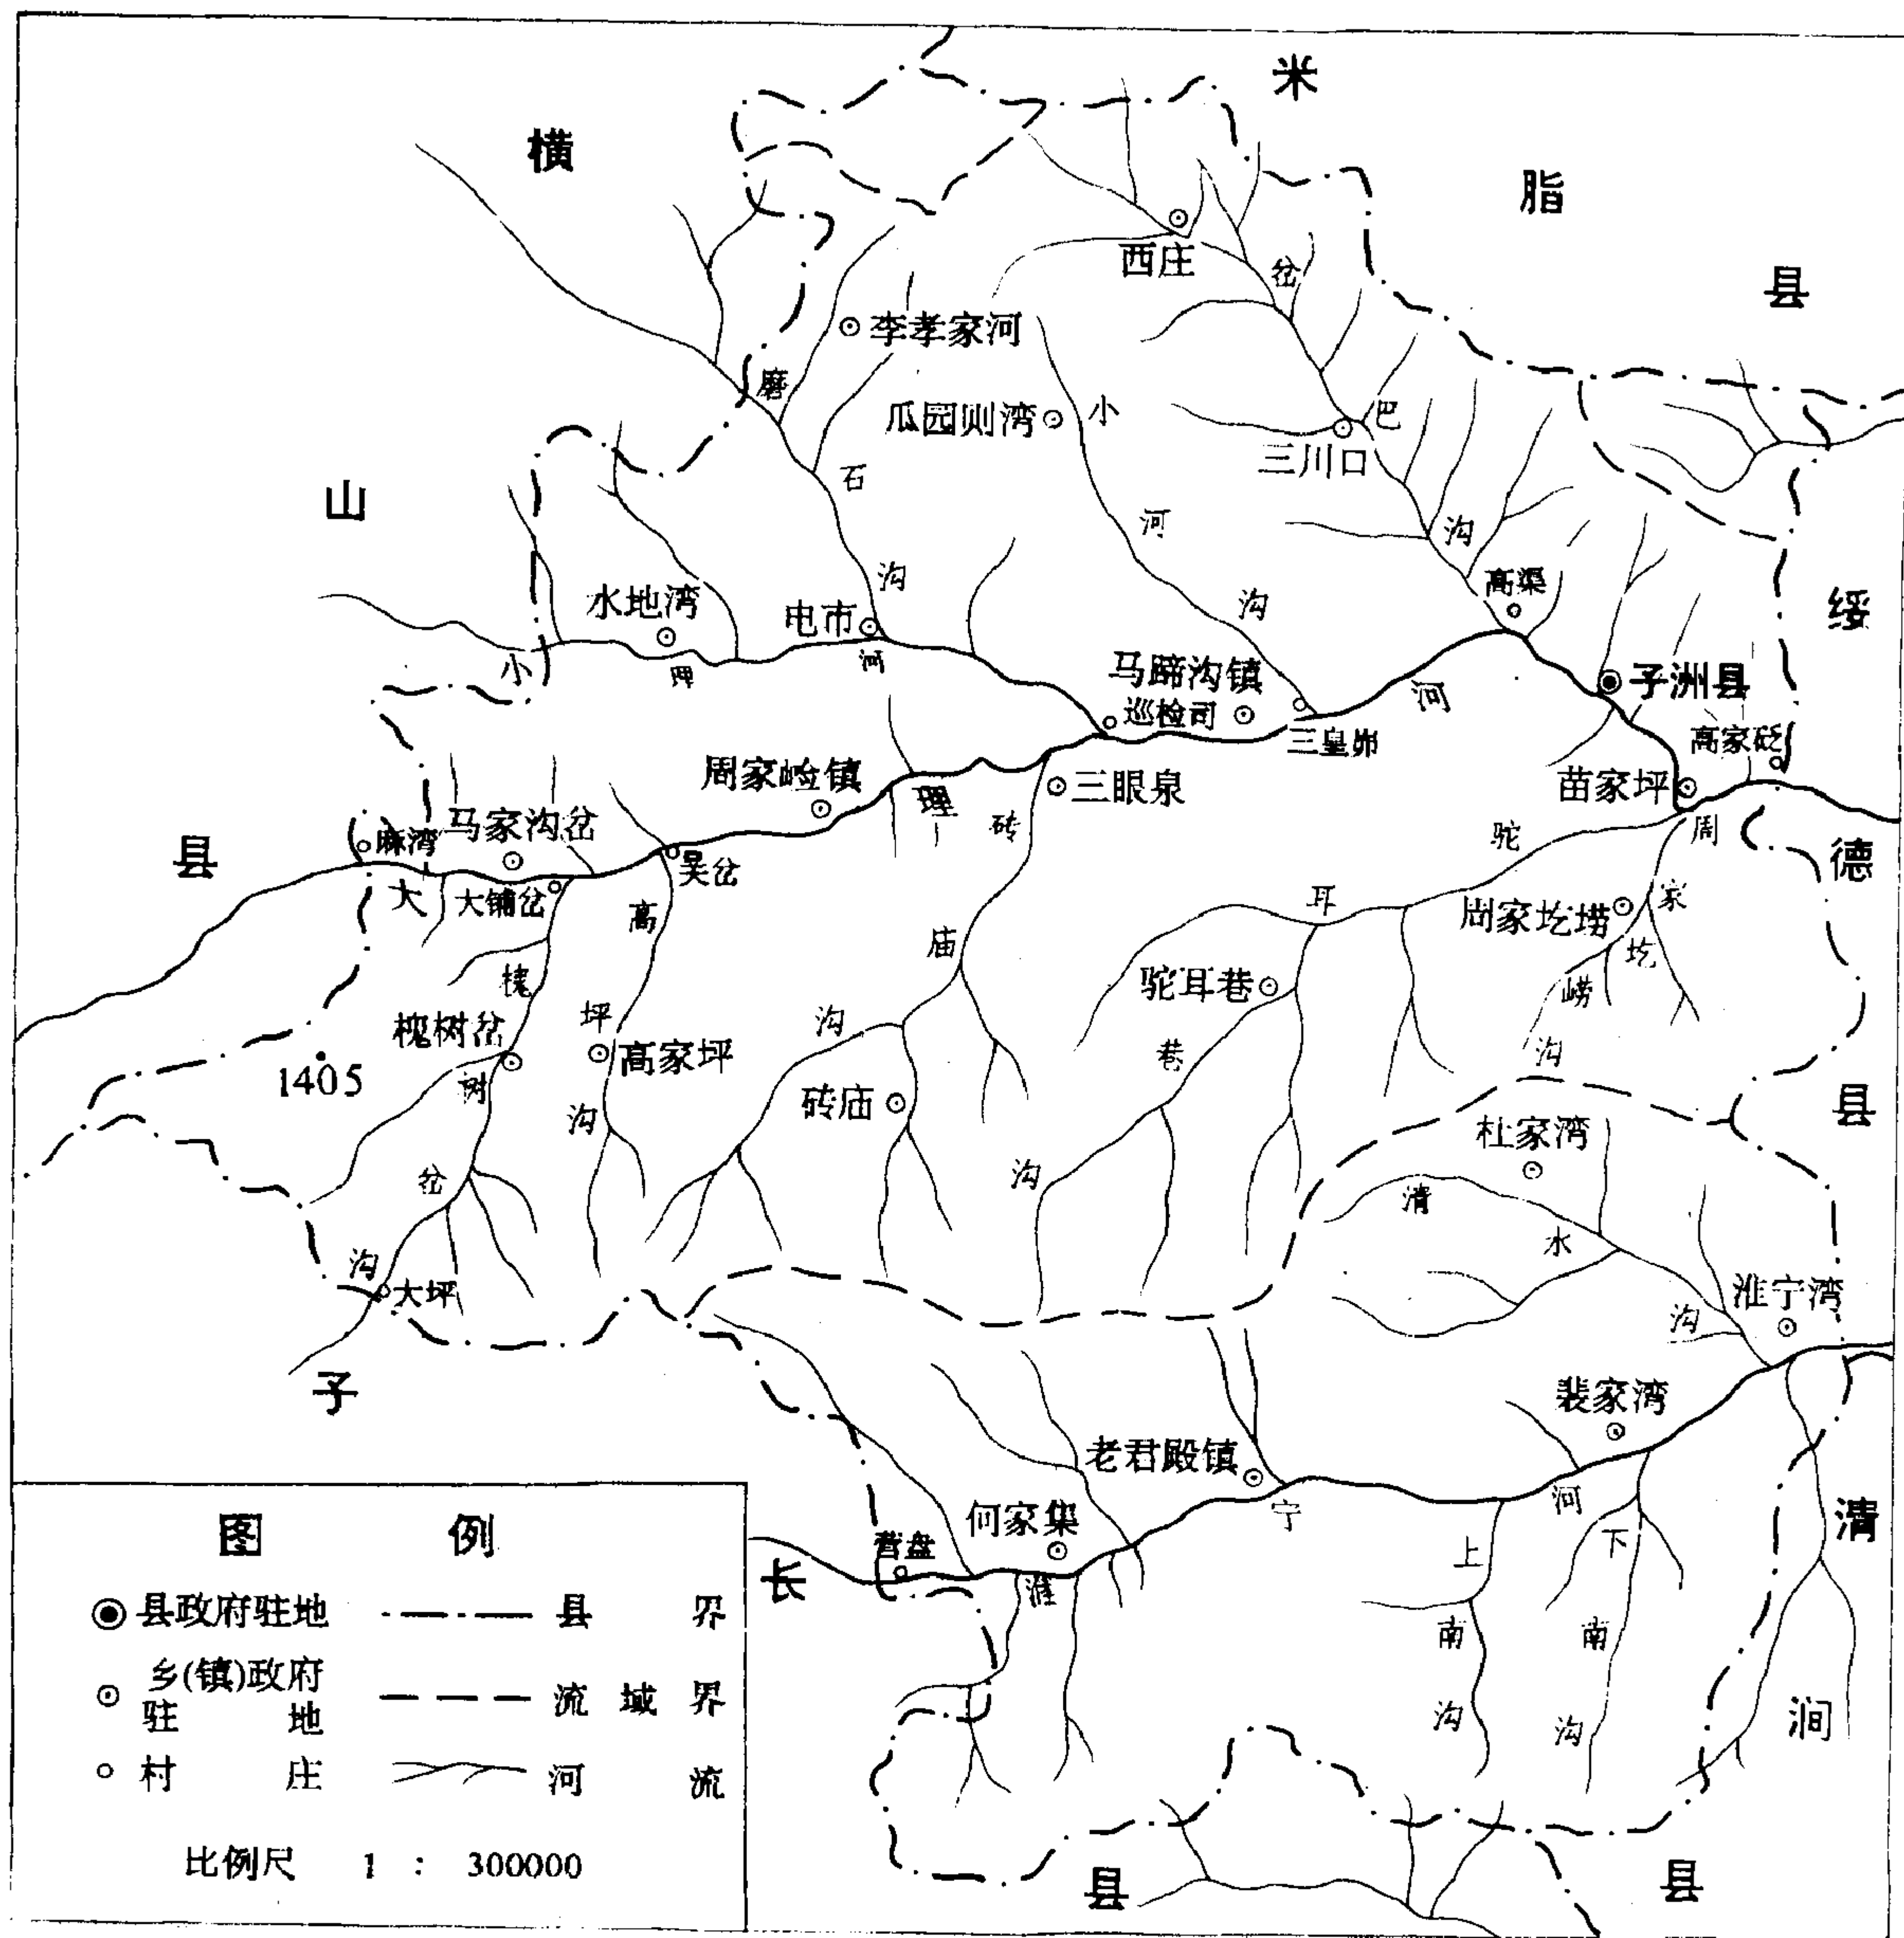 米
脂
县
横
山
县
子
长
县
绥
德
县
清
涧
县
西庄
岔
巴
沟
李孝家河
瓜园则湾
三川口
小
河
沟
磨
石
沟
高渠
水地湾
电市
小
理
河
马蹄沟镇
巡检司
三皇峁
河
子洲县
高家砭
苗家坪
周家崄镇
理
三眼泉
马家沟岔
麻湾
大
大铺岔
吴岔
砖
庙
沟
驼
耳
巷
沟
周
家
圪
崂
沟
周家圪崂
驼耳巷
槐
树
岔
沟
槐树岔
高
坪
沟
高家坪
1405
砖庙
大坪
杜家湾
清
水
沟
淮宁湾
裴家湾
老君殿镇
何家集
营盘
淮
宁
河
上
南
沟
下
南
沟
图 例
县政府驻地 县 界
乡(镇)政府
驻 地 流 域 界
村 庄 河 流
比例尺 1 : 300000